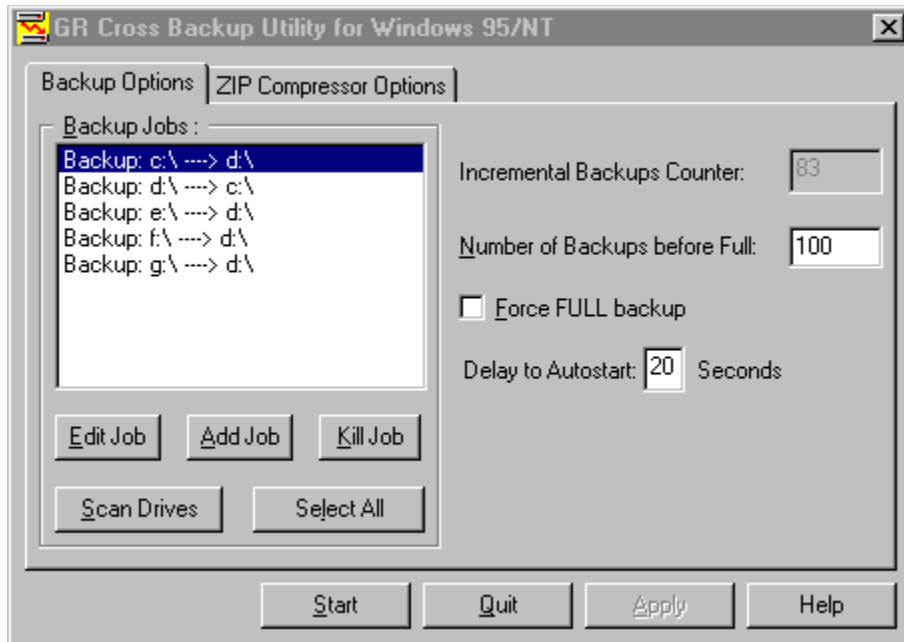 GR Cross Backup Utility for Windows 95/NT
Backup Options
ZIP Compressor Options
Backup Jobs :
Backup: c:\ ----> d:\
Backup: d:\ ----> c:\
Backup: e:\ ----> d:\
Backup: f:\ ----> d:\
Backup: g:\ ----> d:\
Edit Job
Add Job
Kill Job
Scan Drives
Select All
Incremental Backups Counter: 83
Number of Backups before Full: 100
Force FULL backup
Delay to Autostart: 20 Seconds
Start
Quit
Apply
Help